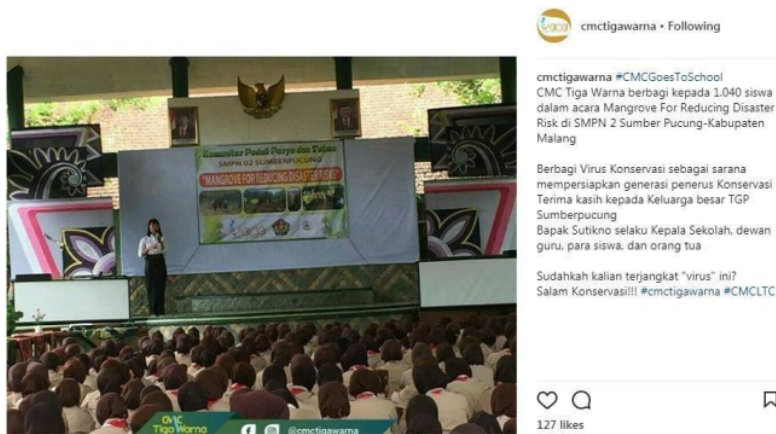 cmctigawarna • Following
cmctigawarna #CMCGoesToSchool
CMC Tiga Warna berbagi kepada 1.040 siswa
dalam acara Mangrove For Reducing Disaster
Risk di SMPN 2 Sumber Pucung-Kabupaten
Malang
Berbagi Virus Konservasi sebagai sarana
mempersiapkan generasi penerus Konservasi
Terima kasih kepada Keluarga besar TGP
Sumberpucung
Bapak Sutikno selaku Kepala Sekolah, dewan
guru, para siswa, dan orang tua
Sudahkah kalian terjangkat "virus" ini?
Salam Konservasi!!! #cmctigawarna #CMCLTC
127 likes
SMPN 02 SUMBERPUCUNG
"MANGROVE FOR REDUCING DISASTER RISKS"
CMC
Tiga Warna
@cmctigawarna